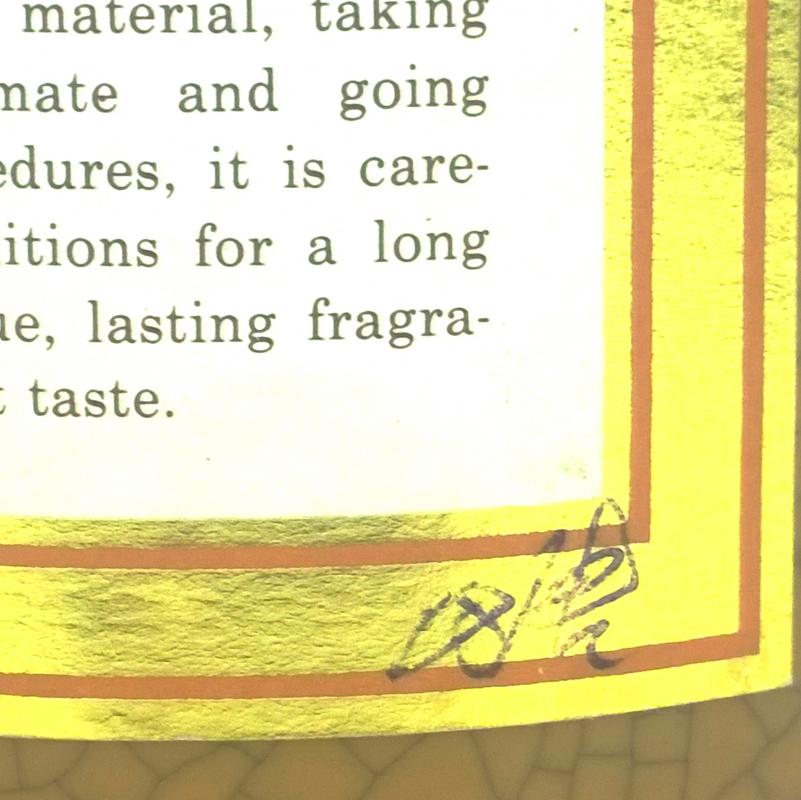 material, taking
mate and going
edures, it is care-
itions for a long
ue, lasting fragra-
t taste.